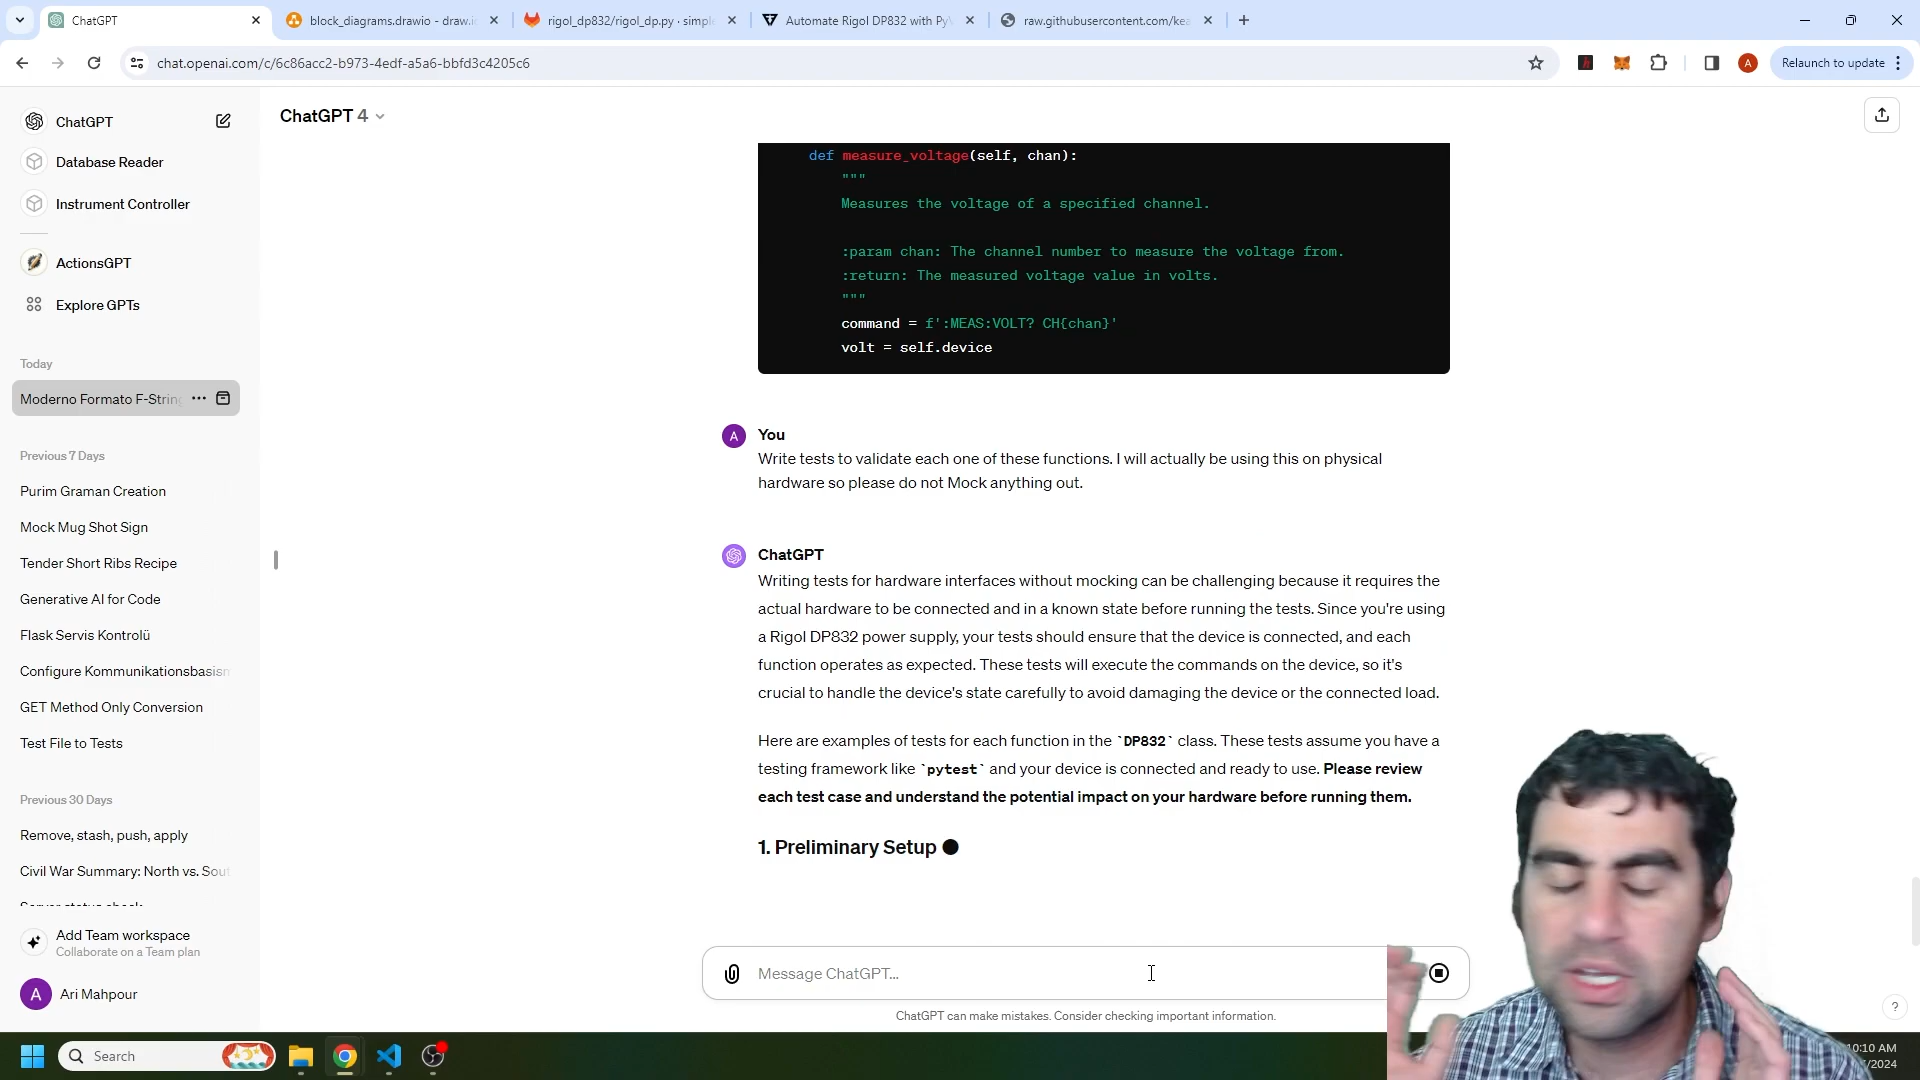 ChatGPT
block_diagrams.drawio - draw.i
rigol_dp832/rigol_dp.py · simple
Automate Rigol DP832 with PyV
raw.githubusercontent.com/kea
chat.openai.com/c/6c86acc2-b973-4edf-a5a6-bbfd3c4205c6
A
Relaunch to update
ChatGPT
Database Reader
Instrument Controller
ActionsGPT
Explore GPTs
Today
Moderno Formato F-String
Previous 7 Days
Purim Graman Creation
Mock Mug Shot Sign
Tender Short Ribs Recipe
Generative AI for Code
Flask Servis Kontrolü
Configure Kommunikationsbasism
GET Method Only Conversion
Test File to Tests
Previous 30 Days
Remove, stash, push, apply
Civil War Summary: North vs. Sout
Server status check
Add Team workspace
Collaborate on a Team plan
A
Ari Mahpour
ChatGPT 4
def measure_voltage(self, chan):
"""
Measures the voltage of a specified channel.
:param chan: The channel number to measure the voltage from.
:return: The measured voltage value in volts.
"""
command = f':MEAS:VOLT? CH{chan}'
volt = self.device
A
You
Write tests to validate each one of these functions. I will actually be using this on physical
hardware so please do not Mock anything out.
ChatGPT
Writing tests for hardware interfaces without mocking can be challenging because it requires the
actual hardware to be connected and in a known state before running the tests. Since you're using
a Rigol DP832 power supply, your tests should ensure that the device is connected, and each
function operates as expected. These tests will execute the commands on the device, so it's
crucial to handle the device's state carefully to avoid damaging the device or the connected load.
Here are examples of tests for each function in the `DP832` class. These tests assume you have a
testing framework like `pytest` and your device is connected and ready to use. Please review
each test case and understand the potential impact on your hardware before running them.
1. Preliminary Setup
Message ChatGPT...
ChatGPT can make mistakes. Consider checking important information.
?
Search
10:10 AM
/2024